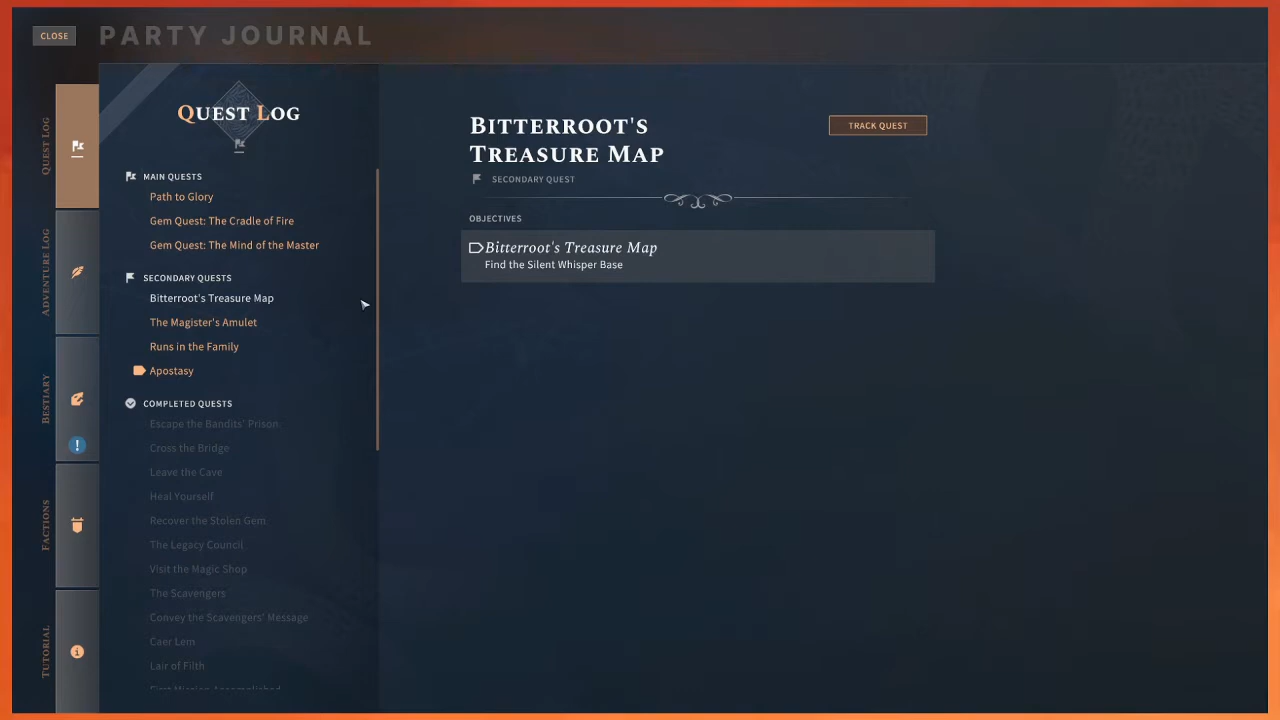 CLOSE
PARTY JOURNAL
QUEST LOG
ADVENTURE LOG
BESTIARY
FACTIONS
TUTORIAL
QUEST LOG
MAIN QUESTS
Path to Glory
Gem Quest: The Cradle of Fire
Gem Quest: The Mind of the Master
SECONDARY QUESTS
Bitterroot's Treasure Map
The Magister's Amulet
Runs in the Family
Apostasy
COMPLETED QUESTS
Escape the Bandits' Prison
Cross the Bridge
Leave the Cave
Heal Yourself
Recover the Stolen Gem
The Legacy Council
Visit the Magic Shop
The Scavengers
Convey the Scavengers' Message
Caer Lem
Lair of Filth
First Mission Accomplished
BITTERROOT'S
TREASURE MAP
TRACK QUEST
SECONDARY QUEST
OBJECTIVES
Bitterroot's Treasure Map
Find the Silent Whisper Base